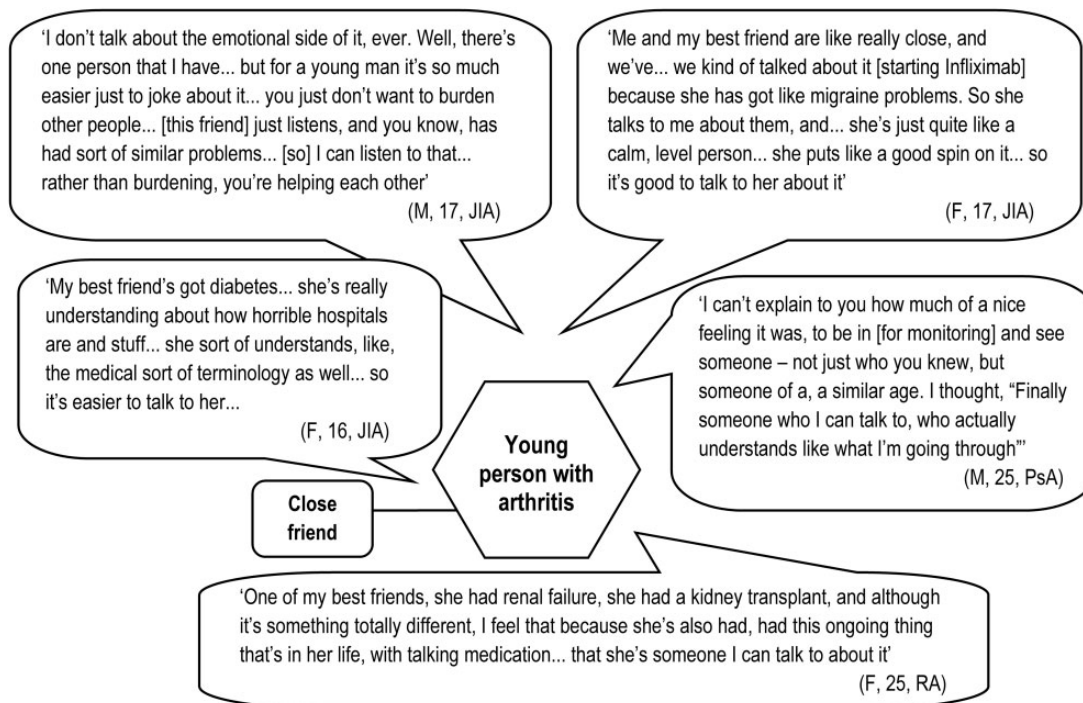 ‘I don’t talk about the emotional side of it, ever. Well, there’s
one person that I have... but for a young man it’s so much
easier just to joke about it... you just don’t want to burden
other people... [this friend] just listens, and you know, has
had sort of similar problems... [so] I can listen to that...
rather than burdening, you’re helping each other’
(M, 17, JIA)
‘Me and my best friend are like really close, and
we’ve... we kind of talked about it [starting Infliximab]
because she has got like migraine problems. So she
talks to me about them, and... she’s just quite like a
calm, level person... she puts like a good spin on it... so
it’s good to talk to her about it’
(F, 17, JIA)
‘My best friend’s got diabetes... she’s really
understanding about how horrible hospitals
are and stuff... she sort of understands, like,
the medical sort of terminology as well... so
it’s easier to talk to her...
(F, 16, JIA)
‘I can’t explain to you how much of a nice
feeling it was, to be in [for monitoring] and see
someone – not just who you knew, but
someone of a, a similar age. I thought, “Finally
someone who I can talk to, who actually
understands like what I’m going through”’
(M, 25, PsA)
Young
person with
arthritis
Close
friend
‘One of my best friends, she had renal failure, she had a kidney transplant, and although
it’s something totally different, I feel that because she’s also had, had this ongoing thing
that’s in her life, with talking medication... that she’s someone I can talk to about it’
(F, 25, RA)